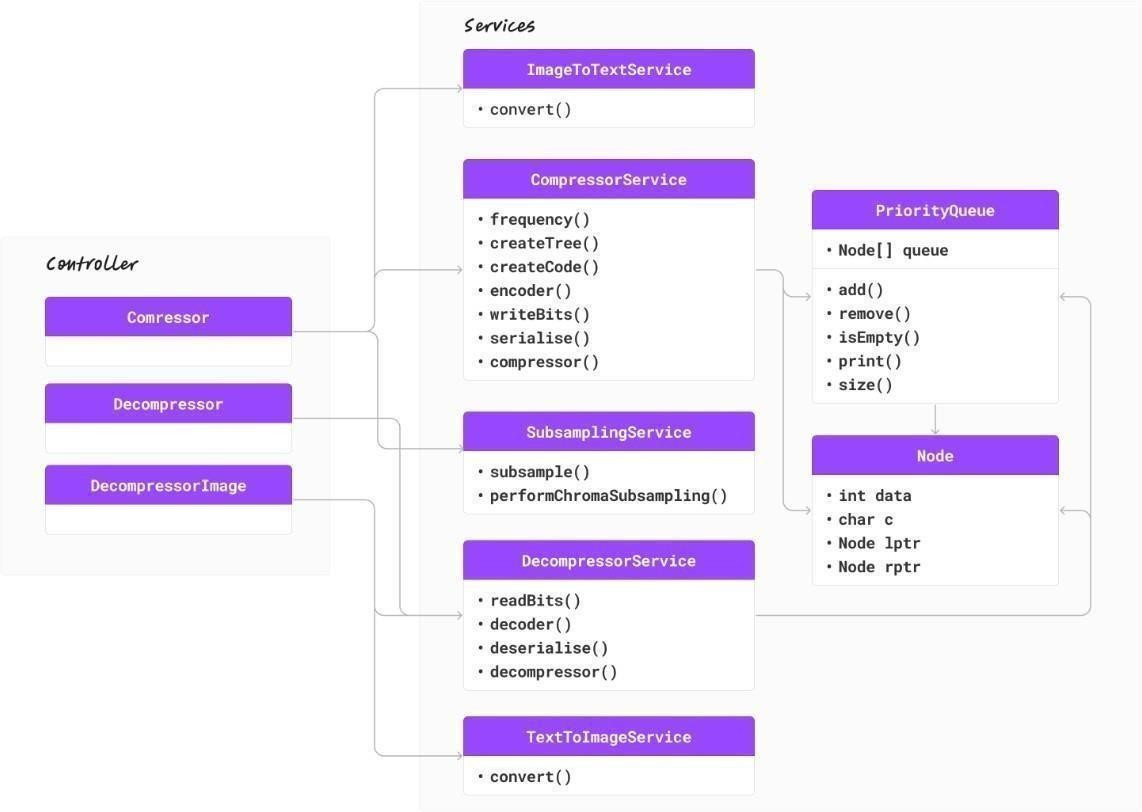 Services
ImageToTextService
• convert()
CompressorService
• frequency()
• createTree()
• createCode()
• encoder()
• writeBits()
• serialise()
• compressor()
PriorityQueue
• Node[] queue
• add()
• remove()
• isEmpty()
• print()
• size()
Controller
Comressor
Decompressor
DecompressorImage
SubsamplingService
• subsample()
• performChromaSubsampling()
Node
• int data
• char c
• Node lptr
• Node rptr
DecompressorService
• readBits()
• decoder()
• deserialise()
• decompressor()
TextToImageService
• convert()